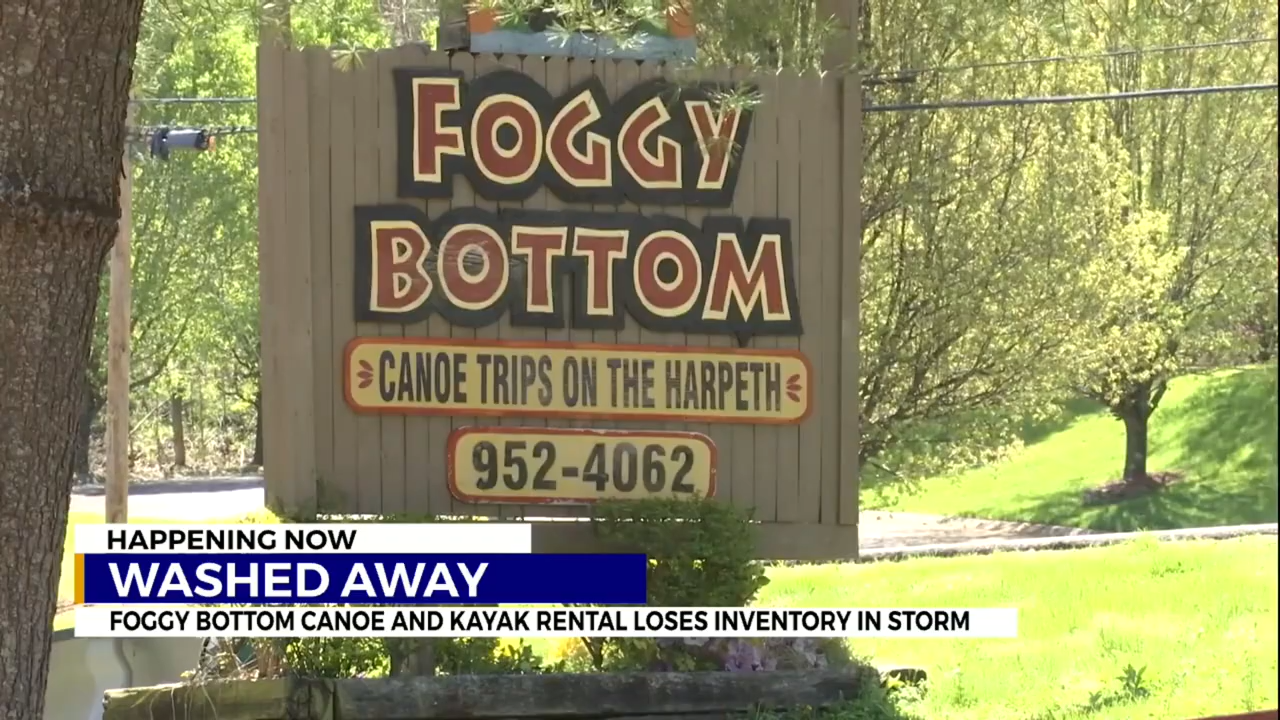 FOGGY
BOTTOM
CANOE TRIPS ON THE HARPETH
952-4062
HAPPENING NOW
WASHED AWAY
FOGGY BOTTOM CANOE AND KAYAK RENTAL LOSES INVENTORY IN STORM